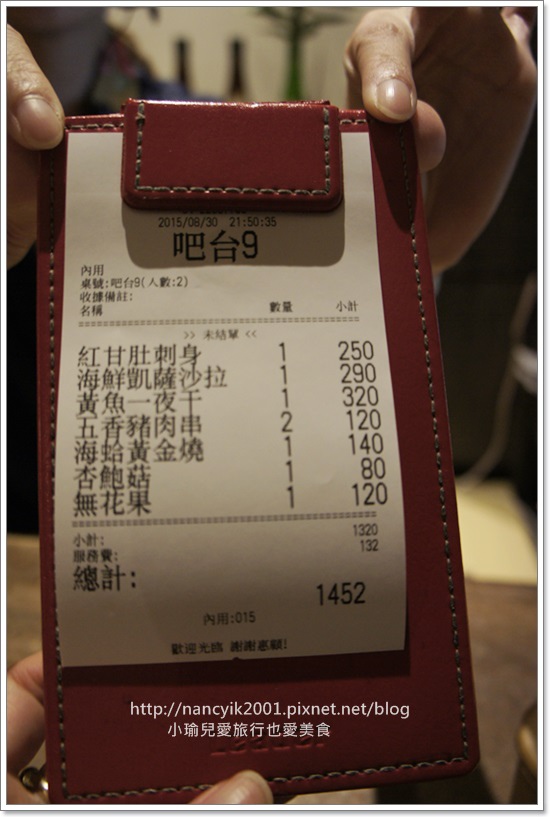 2015/08/30 21:50:35
吧台9
內用
桌號:吧台9(人數:2)
收據備註:
名稱 數量 小計
>> 未結單 <<
紅甘肚刺身 1 250
海鮮凱薩沙拉 1 290
黃魚一夜干 1 320
五香豬肉串 2 120
海蛤黃金燒 1 140
杏鮑菇 1 80
無花果 1 120
小計: 1320
服務費: 132
總計: 1452
內用:015
歡迎光臨 謝謝惠顧!
http://nancyik2001.pixnet.net/blog
小瑜兒愛旅行也愛美食